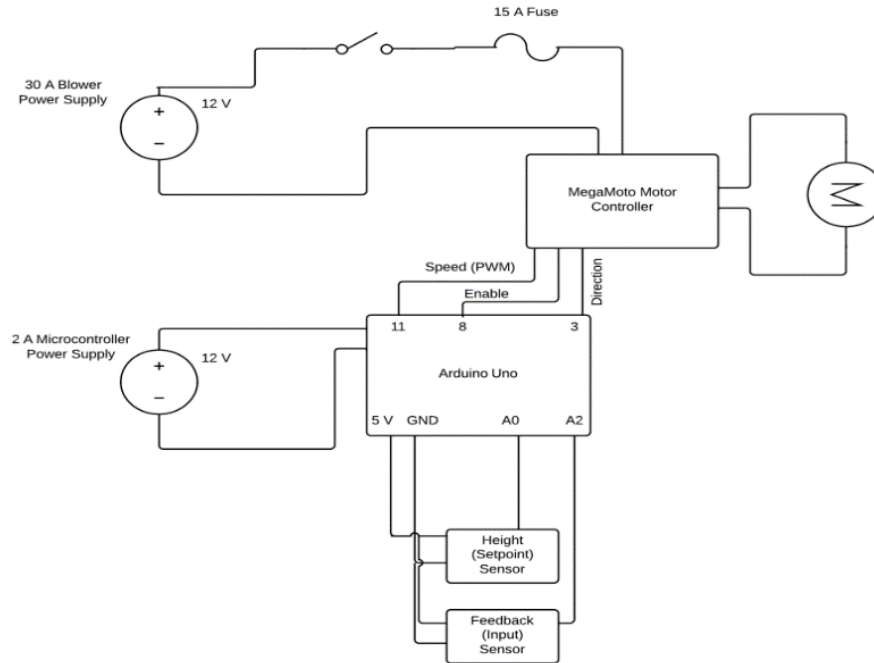 15 A Fuse
30 A Blower
Power Supply
12 V
+
−
MegaMoto Motor
Controller
M
Speed (PWM)
Enable
Direction
2 A Microcontroller
Power Supply
12 V
+
−
11 8 3
Arduino Uno
5 V GND A0 A2
Height
(Setpoint)
Sensor
Feedback
(Input)
Sensor